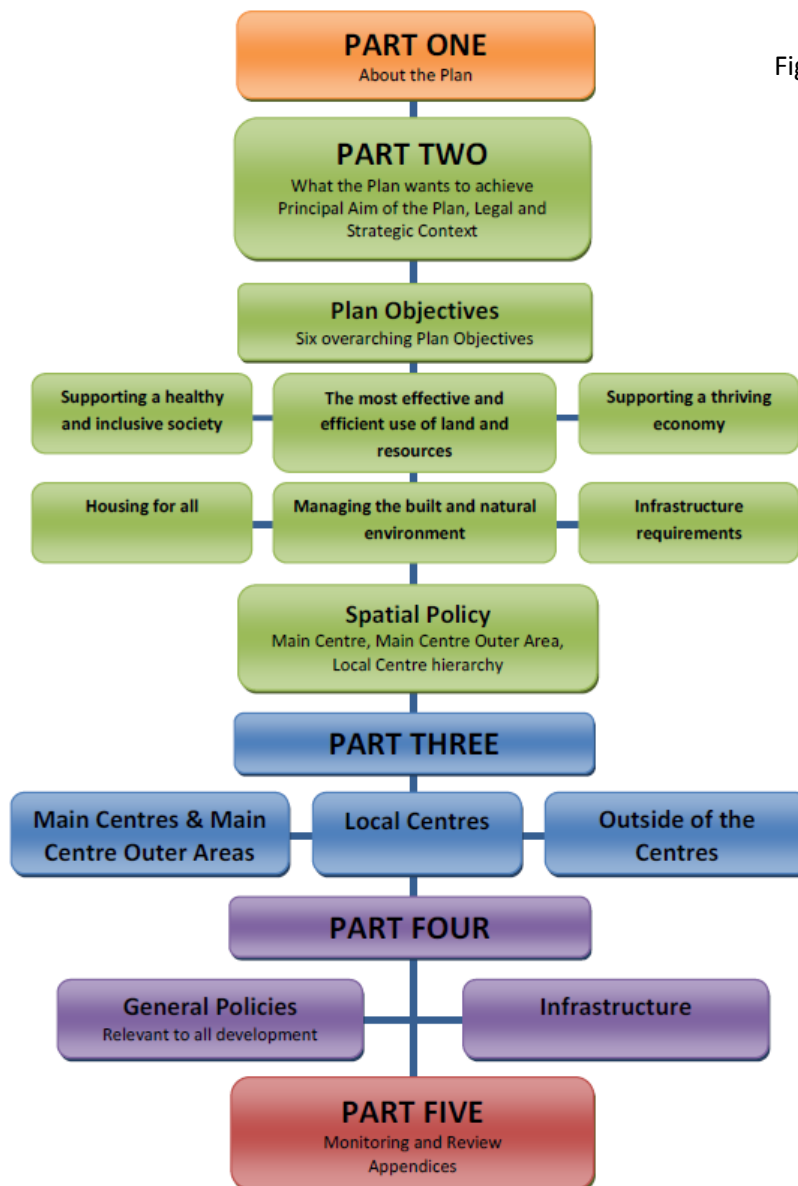 PART ONE
About the Plan
Fig
PART TWO
What the Plan wants to achieve
Principal Aim of the Plan, Legal and
Strategic Context
Plan Objectives
Six overarching Plan Objectives
Supporting a healthy
and inclusive society
The most effective and
efficient use of land and
resources
Supporting a thriving
economy
Housing for all
Managing the built and natural
environment
Infrastructure
requirements
Spatial Policy
Main Centre, Main Centre Outer Area,
Local Centre hierarchy
PART THREE
Main Centres & Main
Centre Outer Areas
Local Centres
Outside of the
Centres
PART FOUR
General Policies
Relevant to all development
Infrastructure
PART FIVE
Monitoring and Review
Appendices